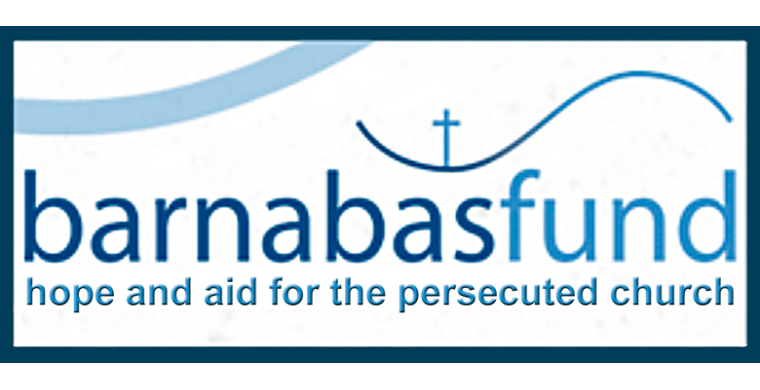 barnabasfund
hope and aid for the persecuted church